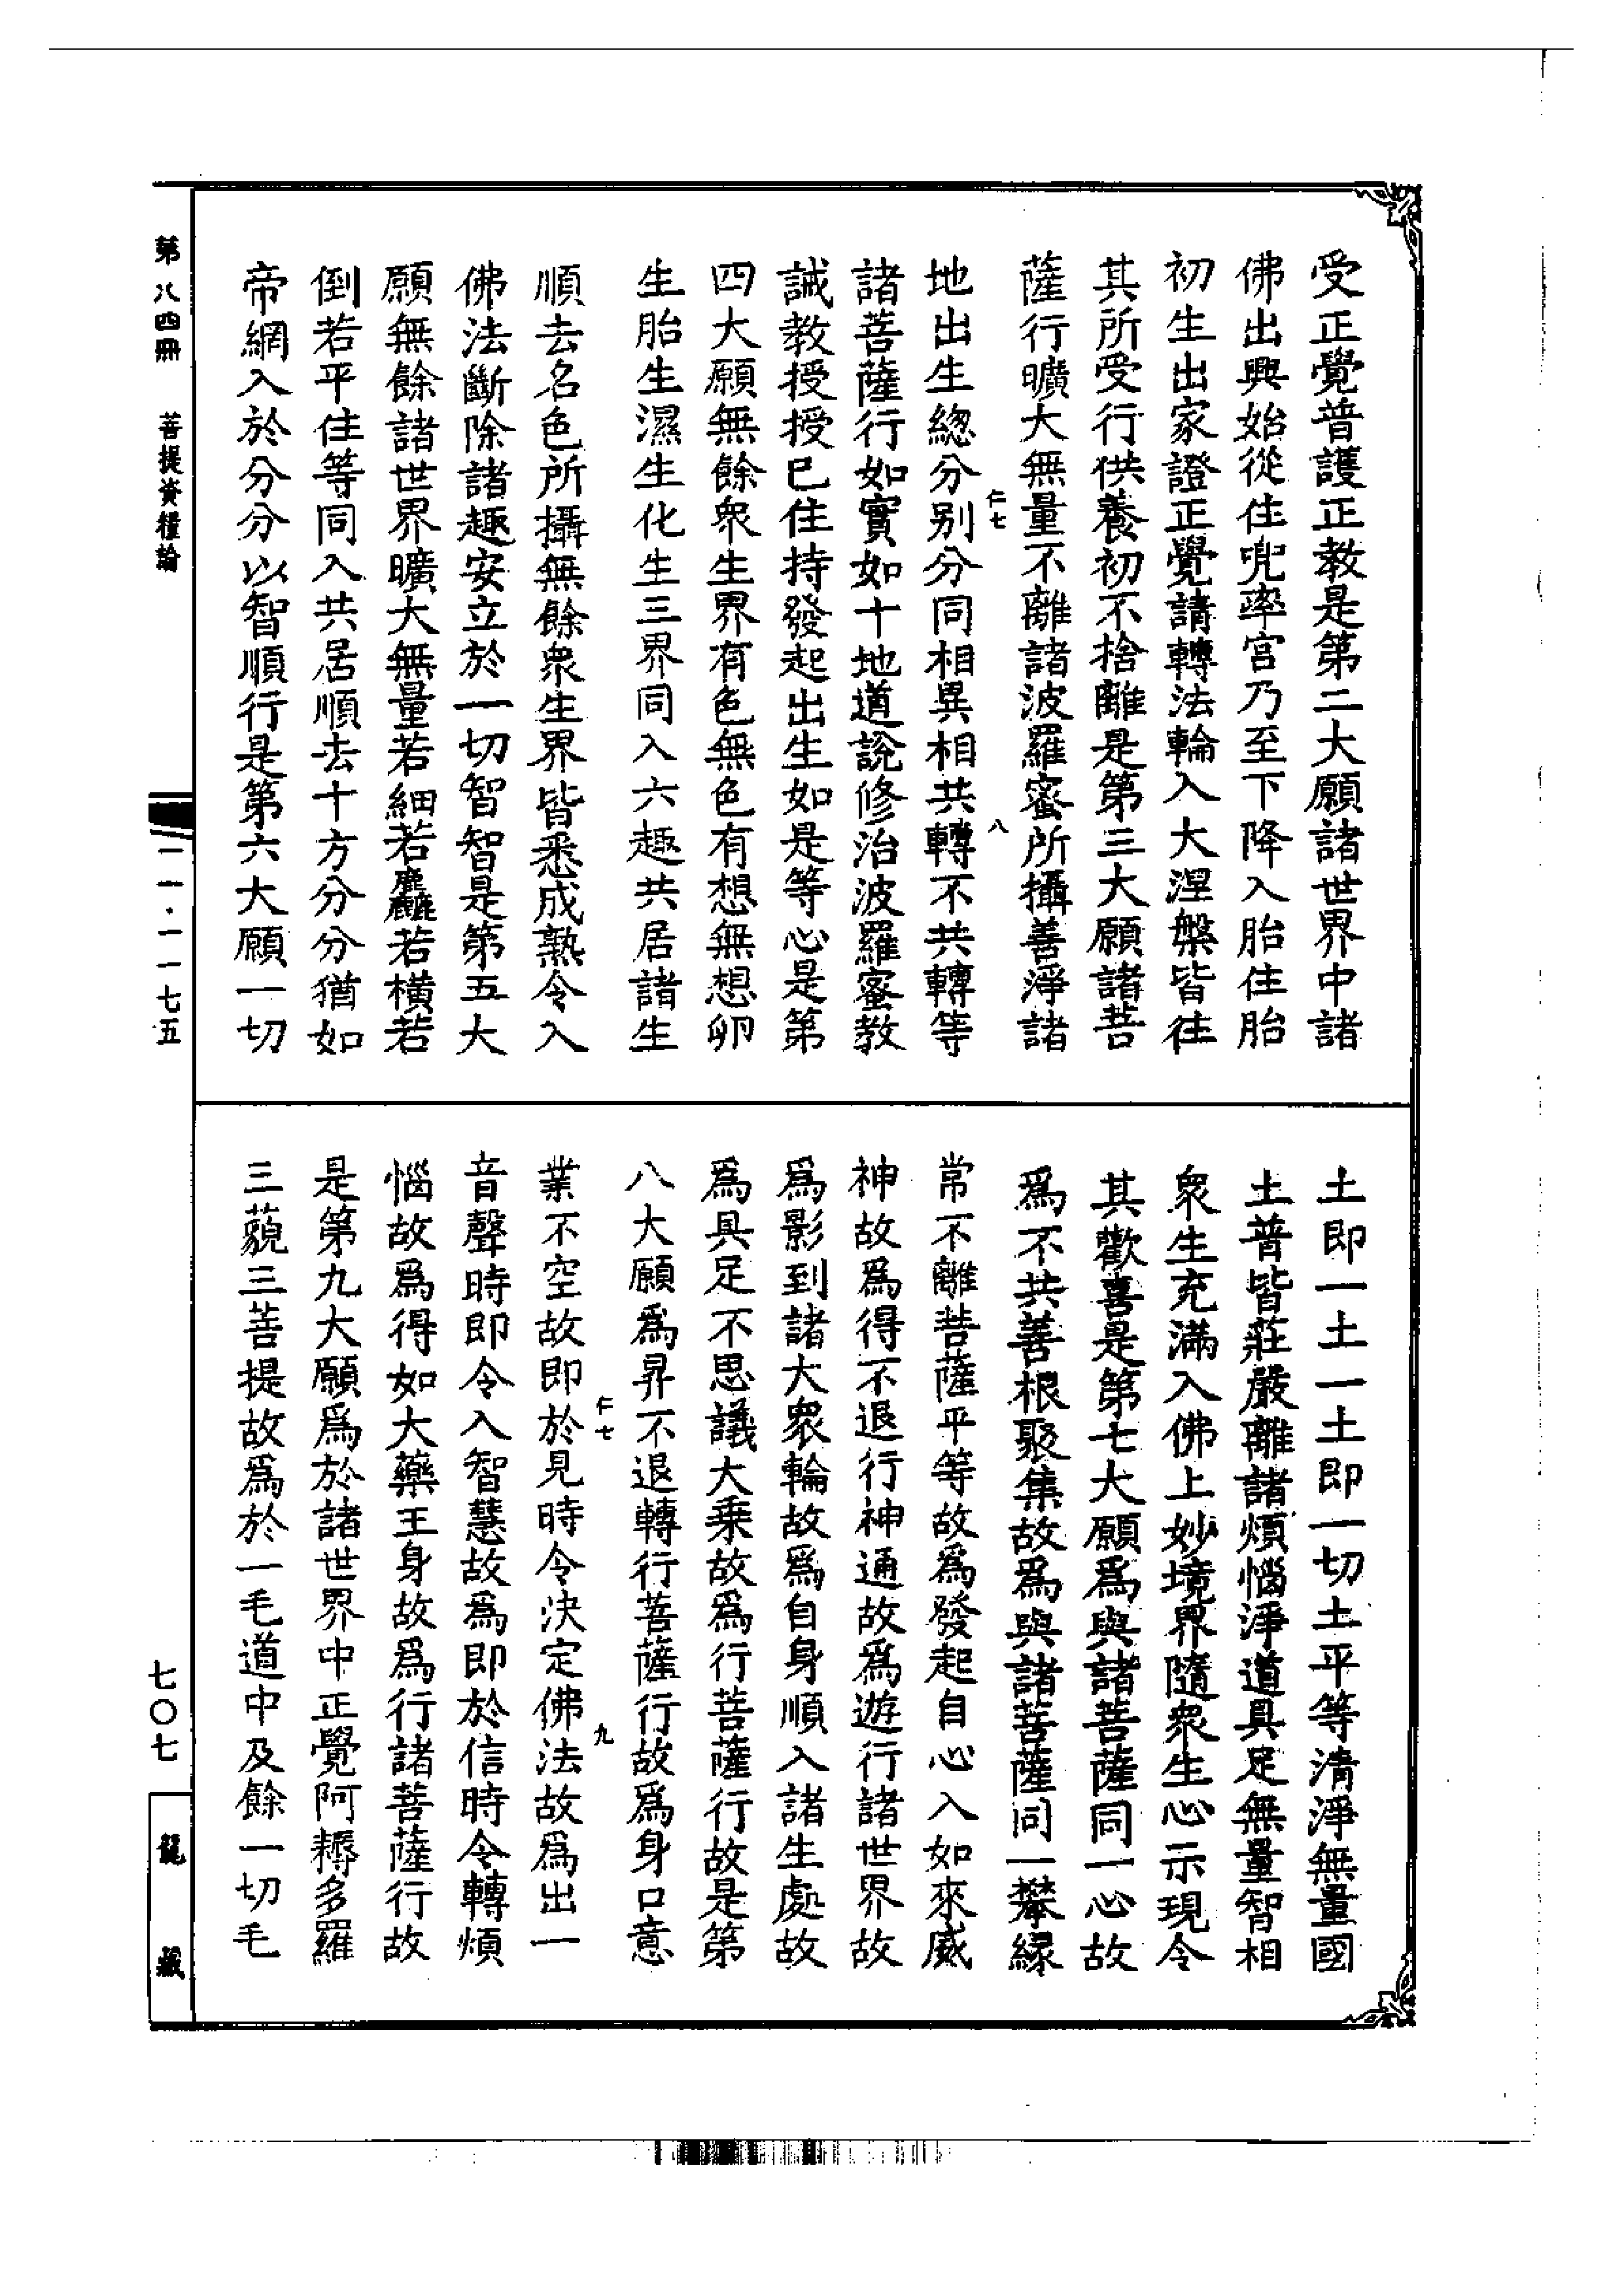 受正覺普護正教是第二大願諸世界中諸
佛出興始從住兜率宮乃至下降入胎住胎
初生出家證正覺請轉法輪入大涅槃皆往
其所受行供養初不捨離是第三大願諸菩
薩行曠大無量不離諸波羅蜜所攝善淨諸
地出生總分別分同相異相共轉不共轉等
仁七
八
諸菩薩行如實如十地道說修治波羅蜜教
誡教授授已住持發起出生如是等心是第
四大願無餘衆生界有色無色有想無想卵
生胎生濕生化生三界同入六趣共居諸生
順去名色所攝無餘衆生界皆悉成熟令入
佛法斷除諸趣安立於一切智智是第五大
願無餘諸世界曠大無量若細若麤若橫若
倒若平住等同入共居順去十方分分猶如
帝網入於分分以智順行是第六大願一切
土即一土一土即一切土平等清淨無量國
土普皆莊嚴離諸煩惱淨道具足無量智相
衆生充滿入佛上妙境界隨衆生心示現令
其歡喜是第七大願爲與諸菩薩同一心故
爲不共善根聚集故爲與諸菩薩同一攀緣
常不離菩薩平等故爲發起自心入如來威
神故爲得不退行神通故爲遊行諸世界故
爲影到諸大衆輪故爲自身順入諸生處故
爲具足不思議大乘故爲行菩薩行故是第
八大願爲昇不退轉行菩薩行故爲身口意
仁七
九
業不空故即於見時令決定佛法故爲出一
音聲時即令入智慧故爲即於信時令轉煩
惱故爲得如大藥王身故爲行諸菩薩行故
是第九大願爲於諸世界中正覺阿耨多羅
三藐三菩提故爲於一毛道中及餘一切毛
第八四冊
菩提資糧論
一一·一一七五
七〇七
龍藏